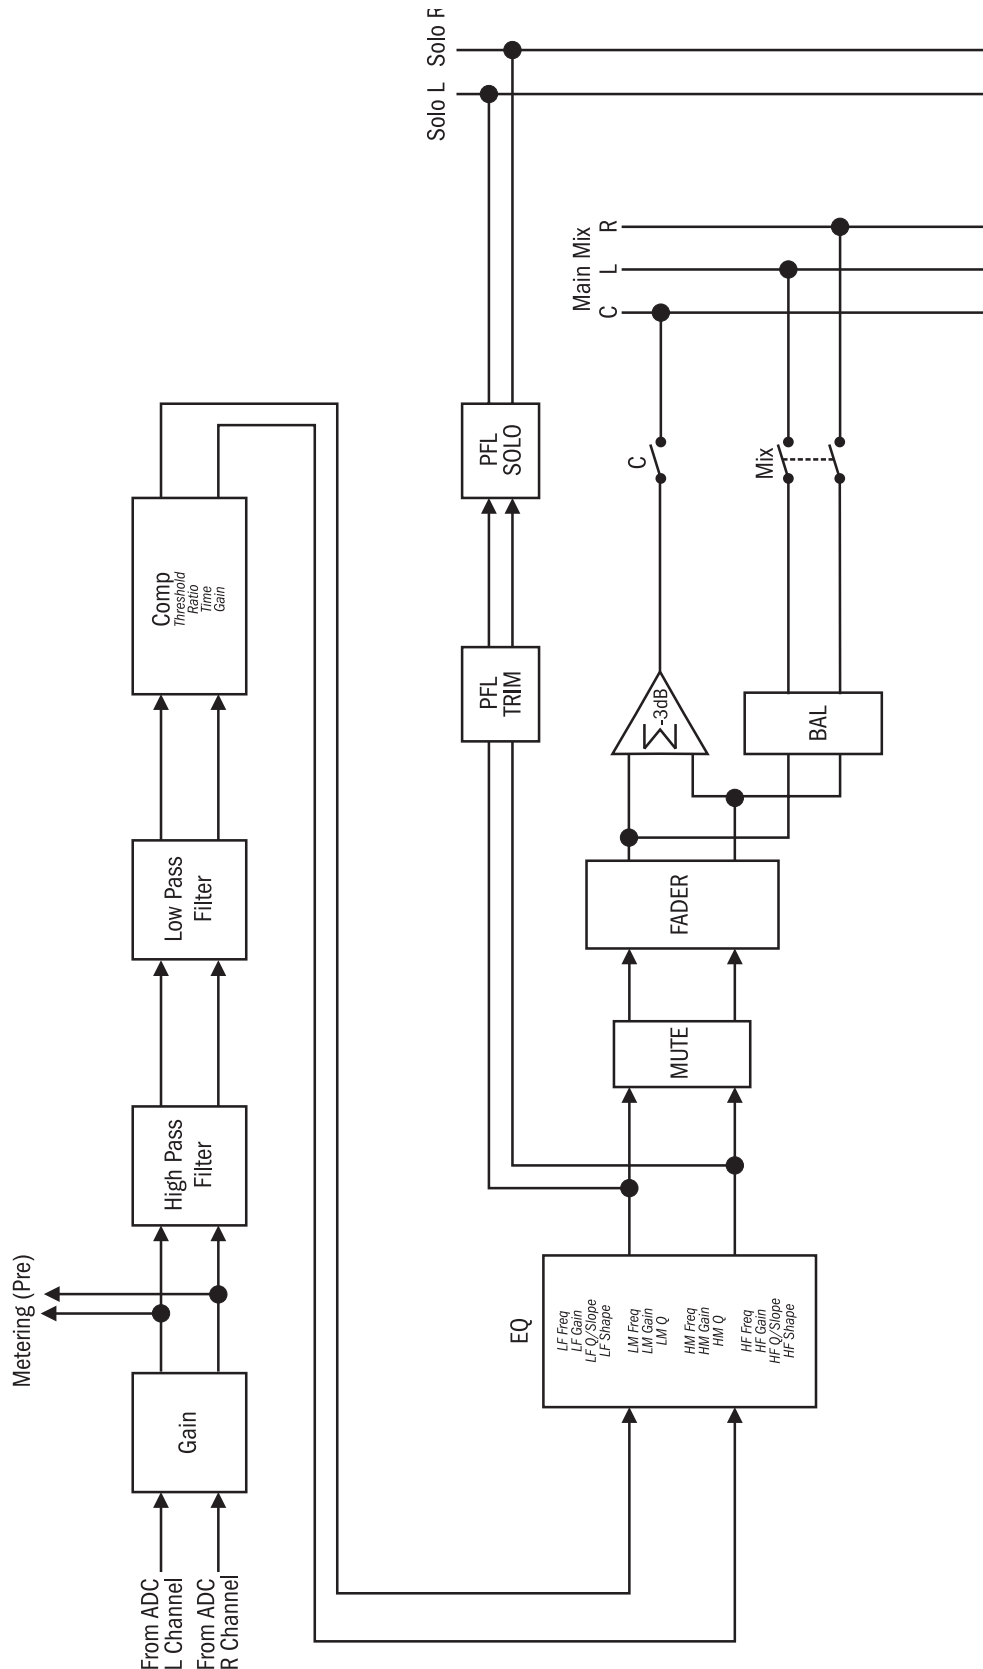 From ADC
L Channel
From ADC
R Channel
Gain
Metering (Pre)
High Pass
Filter
Low Pass
Filter
Comp
Threshold
Ratio
Time
Gain
EQ
LF Freq
LF Gain
LF Q/Slope
LF Shape
LM Freq
LM Gain
LM Q
HM Freq
HM Gain
HM Q
HF Freq
HF Gain
HF Q/Slope
HF Shape
MUTE
FADER
PFL
TRIM
PFL
SOLO
Σ-3dB
BAL
C
Mix
Main Mix
C
L
R
Solo L
Solo R